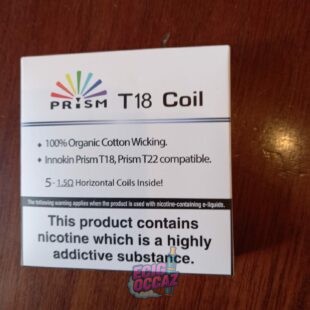 PRiSM T18 Coil
• 100% Organic Cotton Wicking.
• Innokin Prism T18, Prism T22 compatible.
5 - 1.5Ω Horizontal Coils Inside!
The following warning applies when the product is used with nicotine-containing e-liquids.
This product contains
nicotine which is a highly
addictive substance.
ECIG
OCCAZ